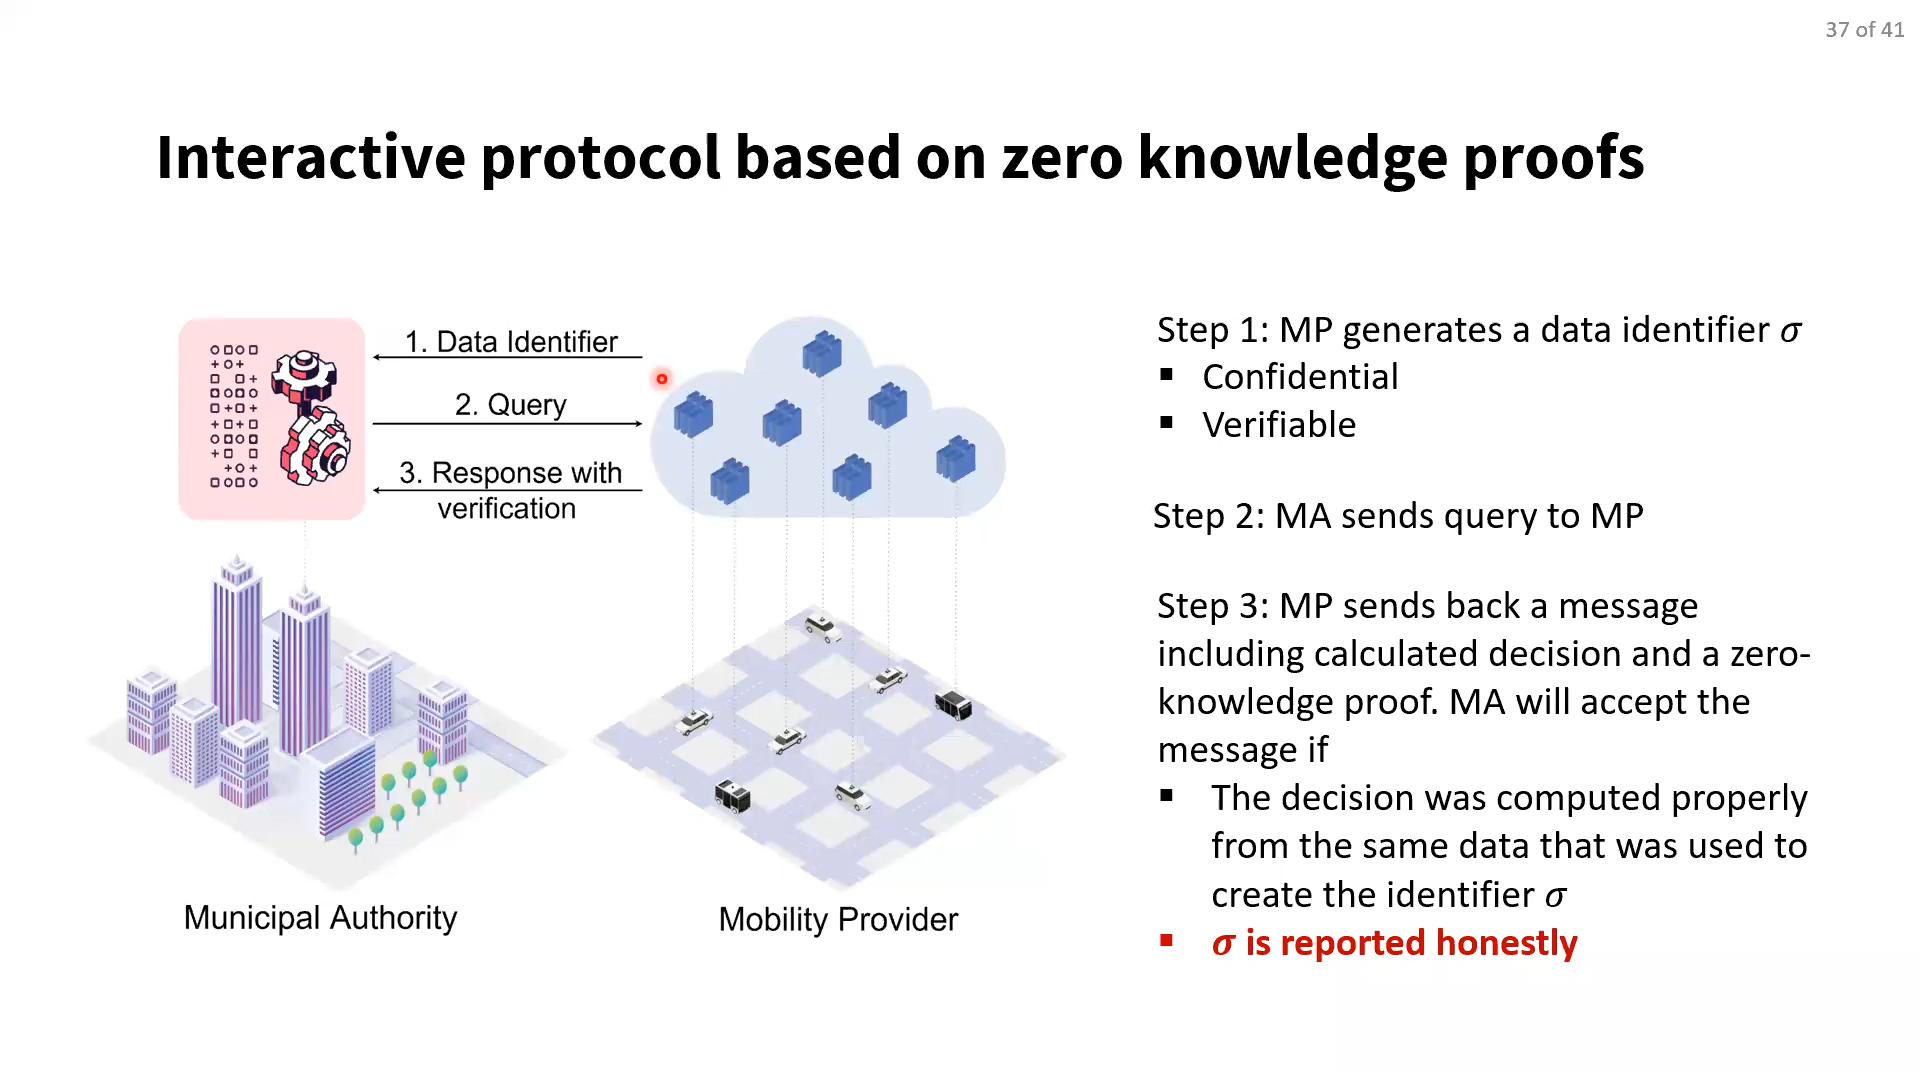 37 of 41
Interactive protocol based on zero knowledge proofs
1. Data Identifier
2. Query
3. Response with
verification
Municipal Authority
Mobility Provider
Step 1: MP generates a data identifier σ
▪ Confidential
▪ Verifiable
Step 2: MA sends query to MP
Step 3: MP sends back a message
including calculated decision and a zero-
knowledge proof. MA will accept the
message if
▪ The decision was computed properly
from the same data that was used to
create the identifier σ
▪ σ is reported honestly